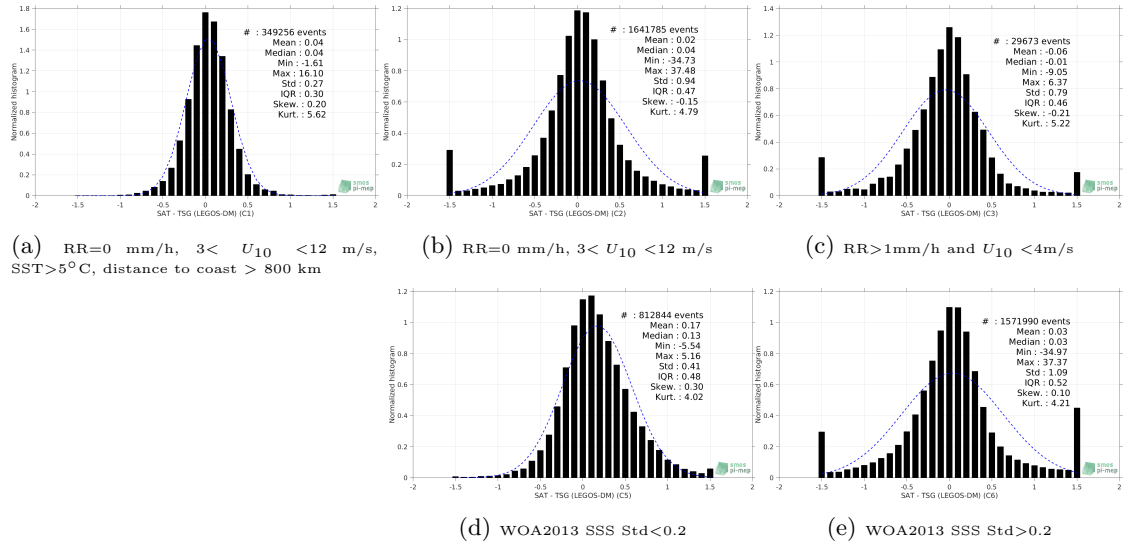 1.8
1.6
1.4
1.2
1
0.8
0.6
0.4
0.2
0
-2
-1.5
-1
-0.5
0
0.5
1
1.5
2
Normalized histogram
# : 349256 events
Mean : 0.04
Median : 0.04
Min : -1.61
Max : 16.10
Std : 0.27
IQR : 0.30
Skew. : 0.20
Kurt. : 5.62
smos
pi-mep
SAT - TSG (LEGOS-DM) (C1)
(a) RR=0 mm/h, 3< U10 <12 m/s,
SST>5°C, distance to coast > 800 km
1.2
1
0.8
0.6
0.4
0.2
0
-2
-1.5
-1
-0.5
0
0.5
1
1.5
2
Normalized histogram
# : 1641785 events
Mean : 0.02
Median : 0.04
Min : -34.73
Max : 37.48
Std : 0.94
IQR : 0.47
Skew. : -0.15
Kurt. : 4.79
smos
pi-mep
SAT - TSG (LEGOS-DM) (C2)
(b) RR=0 mm/h, 3< U10 <12 m/s
1.4
1.2
1
0.8
0.6
0.4
0.2
0
-2
-1.5
-1
-0.5
0
0.5
1
1.5
2
Normalized histogram
# : 29673 events
Mean : -0.06
Median : -0.01
Min : -9.05
Max : 6.37
Std : 0.79
IQR : 0.46
Skew. : -0.21
Kurt. : 5.22
smos
pi-mep
SAT - TSG (LEGOS-DM) (C3)
(c) RR>1mm/h and U10 <4m/s
1.2
1
0.8
0.6
0.4
0.2
0
-2
-1.5
-1
-0.5
0
0.5
1
1.5
2
Normalized histogram
# : 812844 events
Mean : 0.17
Median : 0.13
Min : -5.54
Max : 5.16
Std : 0.41
IQR : 0.48
Skew. : 0.30
Kurt. : 4.02
smos
pi-mep
SAT - TSG (LEGOS-DM) (C5)
(d) WOA2013 SSS Std<0.2
1.2
1
0.8
0.6
0.4
0.2
0
-2
-1.5
-1
-0.5
0
0.5
1
1.5
2
Normalized histogram
# : 1571990 events
Mean : 0.03
Median : 0.03
Min : -34.97
Max : 37.37
Std : 1.09
IQR : 0.52
Skew. : 0.10
Kurt. : 4.21
smos
pi-mep
SAT - TSG (LEGOS-DM) (C6)
(e) WOA2013 SSS Std>0.2